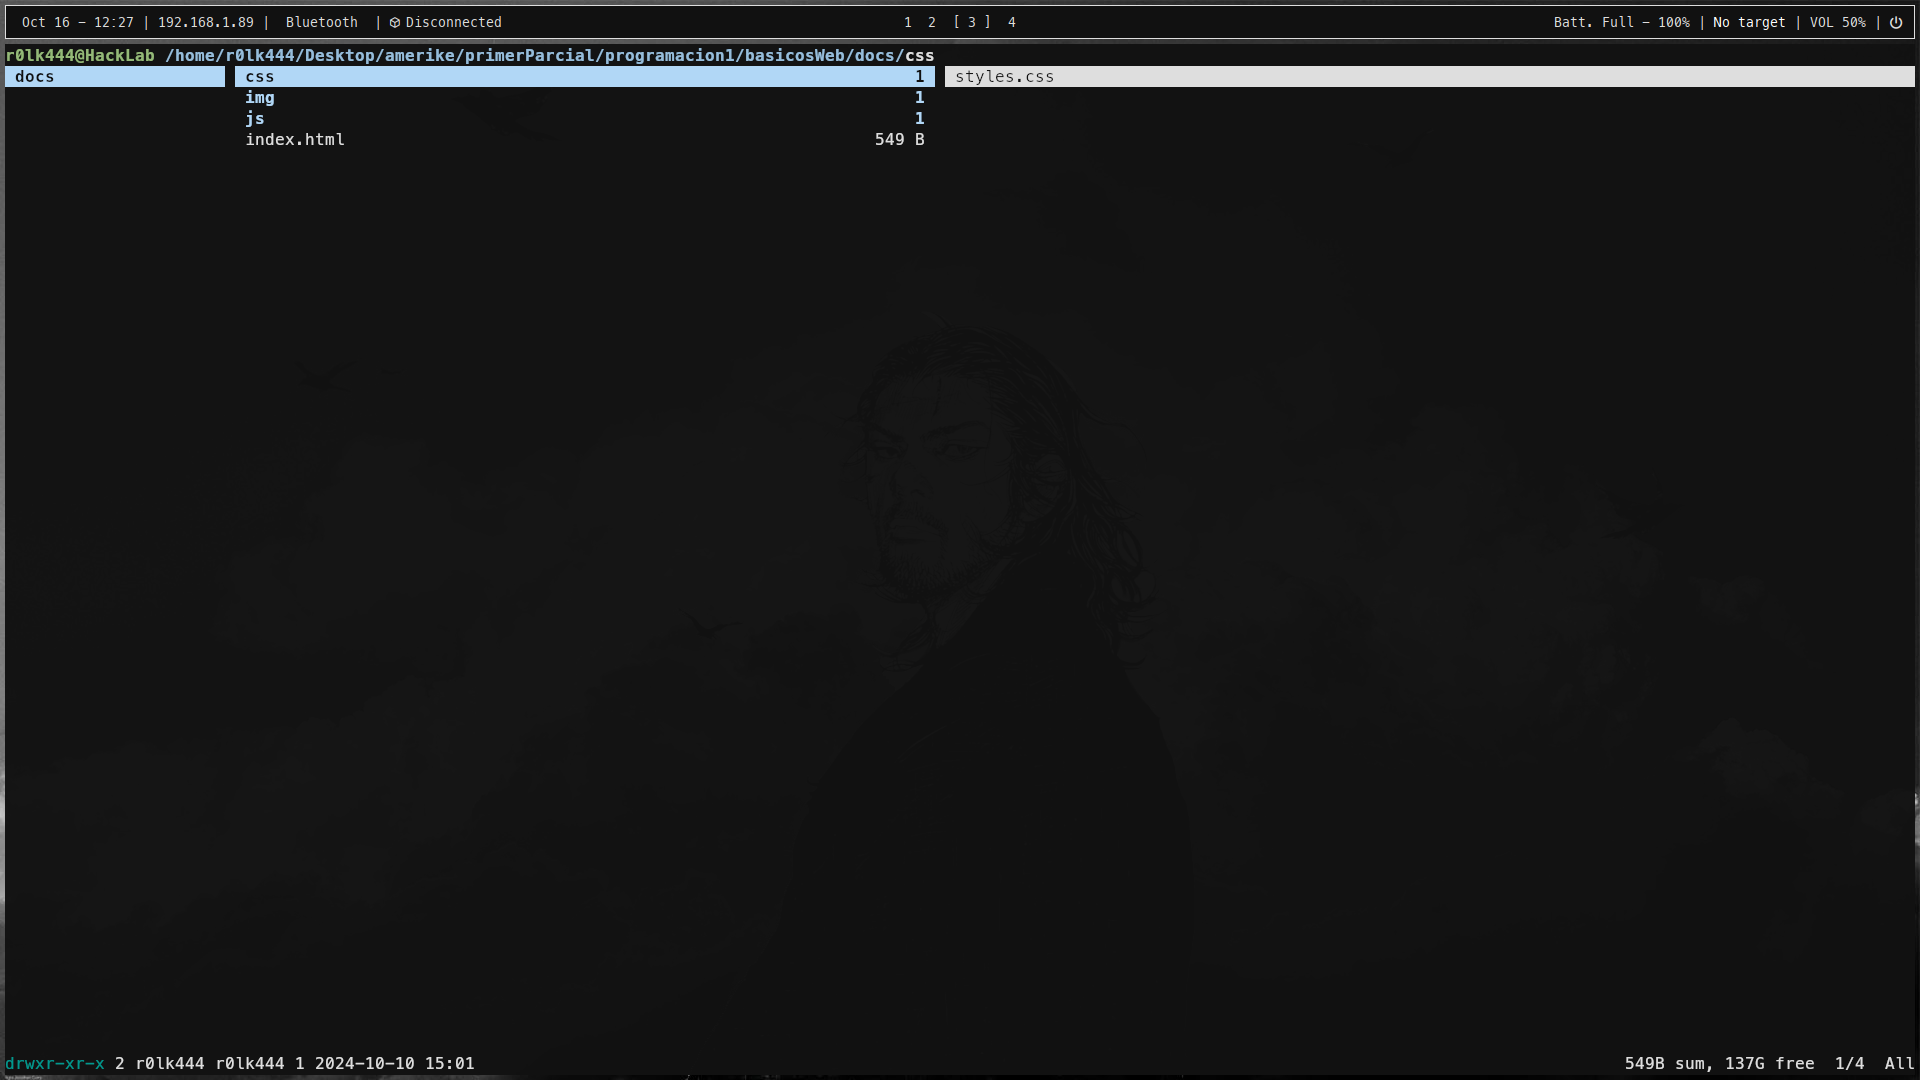 Oct 16 - 12:27 | 192.168.1.89 | Bluetooth | Disconnected 1 2 [ 3 ] 4 Batt. Full - 100% | No target | VOL 50% |
r0lk444@HackLab /home/r0lk444/Desktop/amerike/primerParcial/programacion1/basicosWeb/docs/css
docs css 1 styles.css
img 1
js 1
index.html 549 B
drwxr-xr-x 2 r0lk444 r0lk444 1 2024-10-10 15:01 549B sum, 137G free 1/4 All